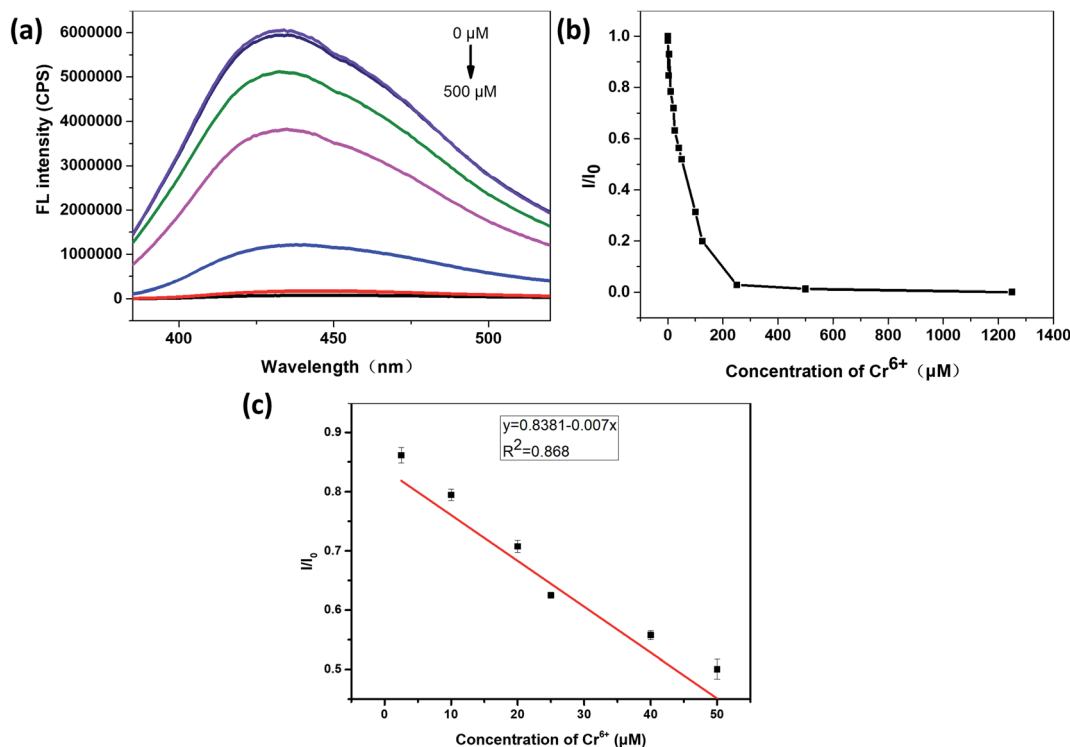 (a)
6000000
5000000
4000000
3000000
2000000
1000000
0
FL intensity (CPS)
0 µM
500 µM
400
450
500
Wavelength（nm）
(b)
1.0
0.8
0.6
0.4
0.2
0.0
I/I0
0
200
400
600
800
1000
1200
1400
Concentration of Cr6+（µM）
(c)
y=0.8381-0.007x
R2=0.868
0.9
0.8
0.7
0.6
0.5
I/I0
0
10
20
30
40
50
Concentration of Cr6+ (µM)